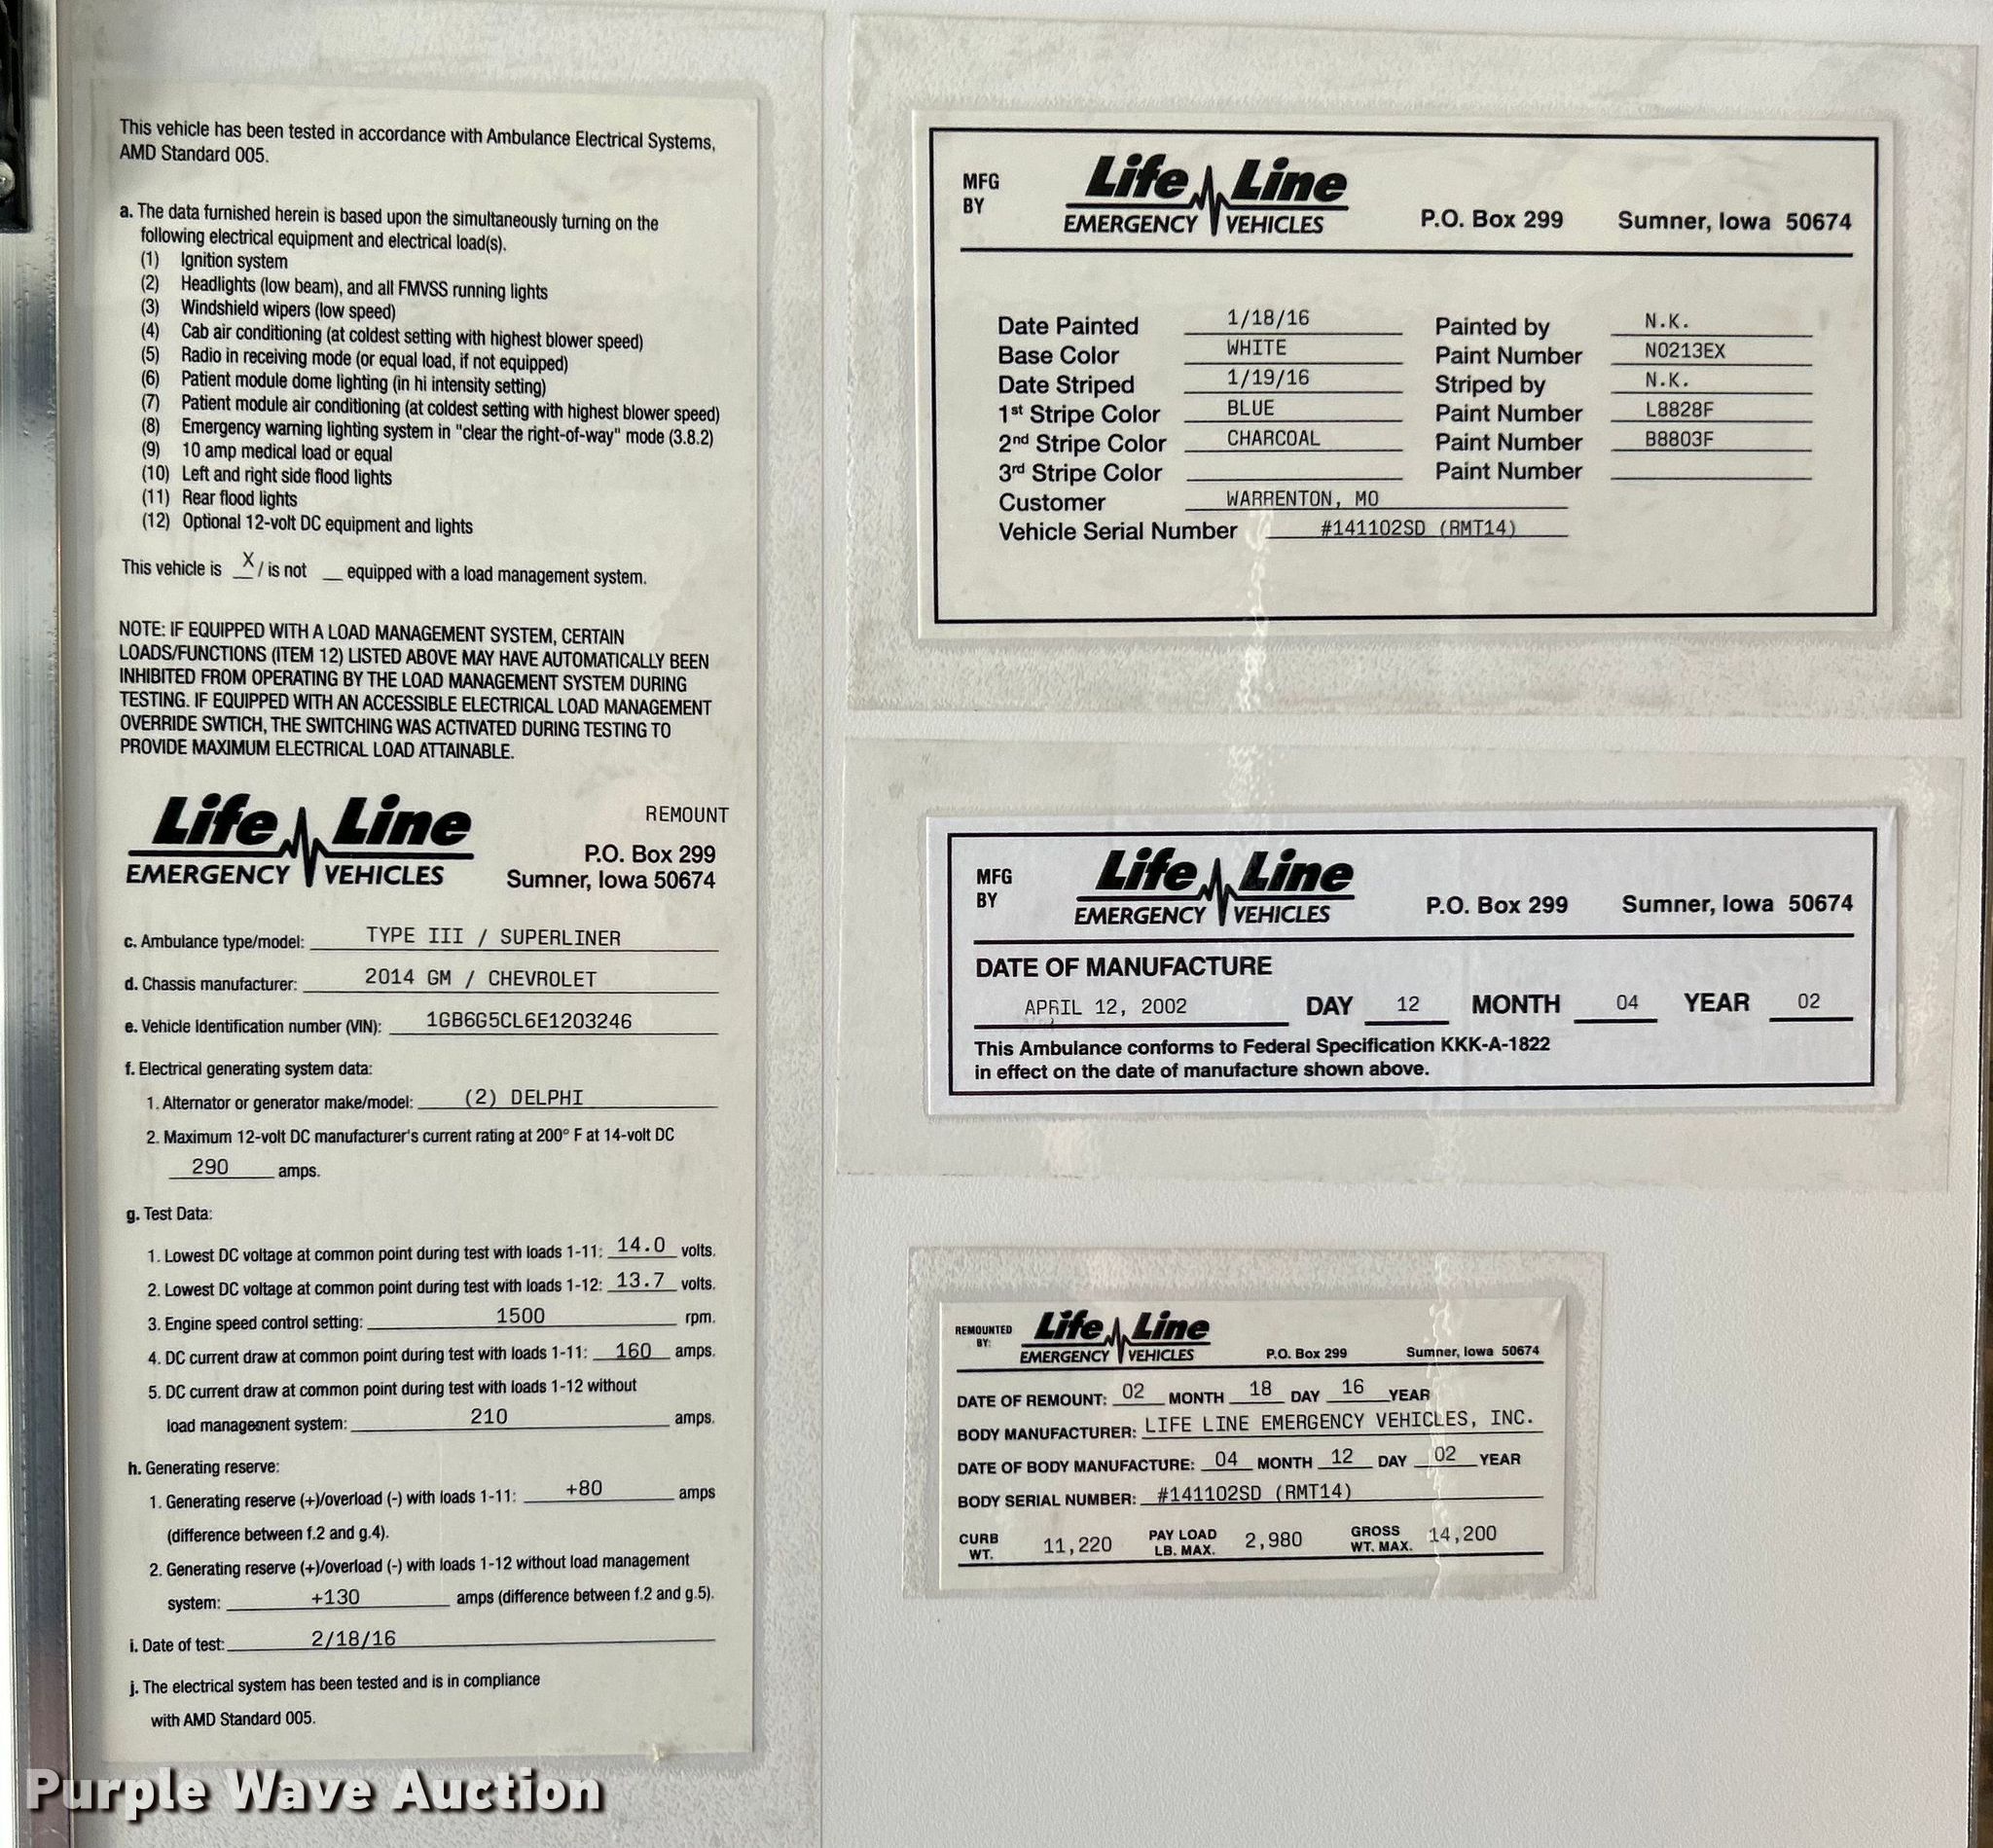 This vehicle has been tested in accordance with Ambulance Electrical Systems,
AMD Standard 005.
a. The data furnished herein is based upon the simultaneously turning on the
following electrical equipment and electrical load(s).
(1) Ignition system
(2) Headlights (low beam), and all FMVSS running lights
(3) Windshield wipers (low speed)
(4) Cab air conditioning (at coldest setting with highest blower speed)
(5) Radio in receiving mode (or equal load, if not equipped)
(6) Patient module dome lighting (in hi intensity setting)
(7) Patient module air conditioning (at coldest setting with highest blower speed)
(8) Emergency warning lighting system in "clear the right-of-way" mode (3.8.2)
(9) 10 amp medical load or equal
(10) Left and right side flood lights
(11) Rear flood lights
(12) Optional 12-volt DC equipment and lights
This vehicle is X / is not __ equipped with a load management system.
NOTE: IF EQUIPPED WITH A LOAD MANAGEMENT SYSTEM, CERTAIN
LOADS/FUNCTIONS (ITEM 12) LISTED ABOVE MAY HAVE AUTOMATICALLY BEEN
INHIBITED FROM OPERATING BY THE LOAD MANAGEMENT SYSTEM DURING
TESTING. IF EQUIPPED WITH AN ACCESSIBLE ELECTRICAL LOAD MANAGEMENT
OVERRIDE SWTICH, THE SWITCHING WAS ACTIVATED DURING TESTING TO
PROVIDE MAXIMUM ELECTRICAL LOAD ATTAINABLE.
Life Line
EMERGENCY VEHICLES
REMOUNT
P.O. Box 299
Sumner, Iowa 50674
c. Ambulance type/model: TYPE III / SUPERLINER
d. Chassis manufacturer: 2014 GM / CHEVROLET
e. Vehicle Identification number (VIN): 1GB6G5CL6E1203246
f. Electrical generating system data:
1. Alternator or generator make/model: (2) DELPHI
2. Maximum 12-volt DC manufacturer's current rating at 200° F at 14-volt DC
290 amps.
g. Test Data:
1. Lowest DC voltage at common point during test with loads 1-11: 14.0 volts.
2. Lowest DC voltage at common point during test with loads 1-12: 13.7 volts.
3. Engine speed control setting: 1500 rpm.
4. DC current draw at common point during test with loads 1-11: 160 amps.
5. DC current draw at common point during test with loads 1-12 without
load management system: 210 amps.
h. Generating reserve:
1. Generating reserve (+)/overload (-) with loads 1-11: +80 amps
(difference between f.2 and g.4).
2. Generating reserve (+)/overload (-) with loads 1-12 without load management
system: +130 amps (difference between f.2 and g.5).
i. Date of test: 2/18/16
j. The electrical system has been tested and is in compliance
with AMD Standard 005.
MFG
BY
Life Line
EMERGENCY VEHICLES
P.O. Box 299 Sumner, Iowa 50674
Date Painted 1/18/16 Painted by N.K.
Base Color WHITE Paint Number N0213EX
Date Striped 1/19/16 Striped by N.K.
1st Stripe Color BLUE Paint Number L8828F
2nd Stripe Color CHARCOAL Paint Number B8803F
3rd Stripe Color Paint Number
Customer WARRENTON, MO
Vehicle Serial Number #141102SD (RMT14)
MFG
BY
Life Line
EMERGENCY VEHICLES
P.O. Box 299 Sumner, Iowa 50674
DATE OF MANUFACTURE
APRIL 12, 2002 DAY 12 MONTH 04 YEAR 02
This Ambulance conforms to Federal Specification KKK-A-1822
in effect on the date of manufacture shown above.
REMOUNTED
BY:
Life Line
EMERGENCY VEHICLES
P.O. Box 299 Sumner, Iowa 50674
DATE OF REMOUNT: 02 MONTH 18 DAY 16 YEAR
BODY MANUFACTURER: LIFE LINE EMERGENCY VEHICLES, INC.
DATE OF BODY MANUFACTURE: 04 MONTH 12 DAY 02 YEAR
BODY SERIAL NUMBER: #141102SD (RMT14)
CURB WT. 11,220 PAY LOAD LB. MAX. 2,980 GROSS WT. MAX. 14,200
Purple Wave Auction